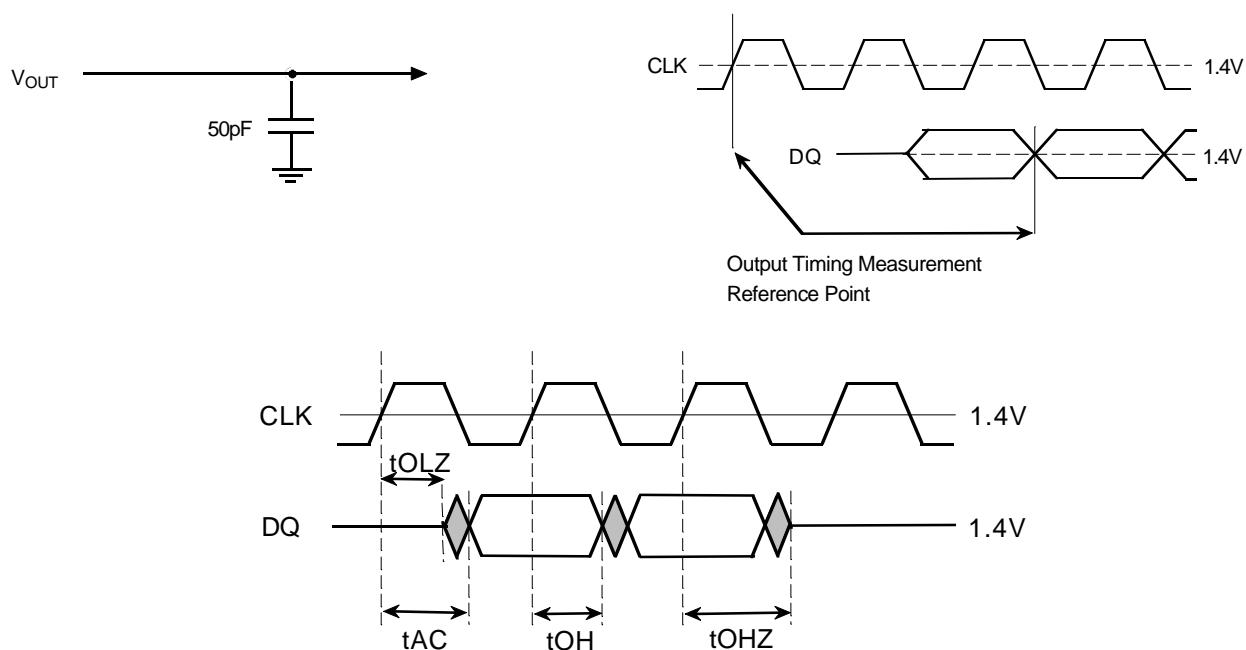 VOUT
50pF
CLK
1.4V
DQ
1.4V
Output Timing Measurement
Reference Point
CLK
1.4V
tOLZ
DQ
1.4V
tAC
tOH
tOHZ